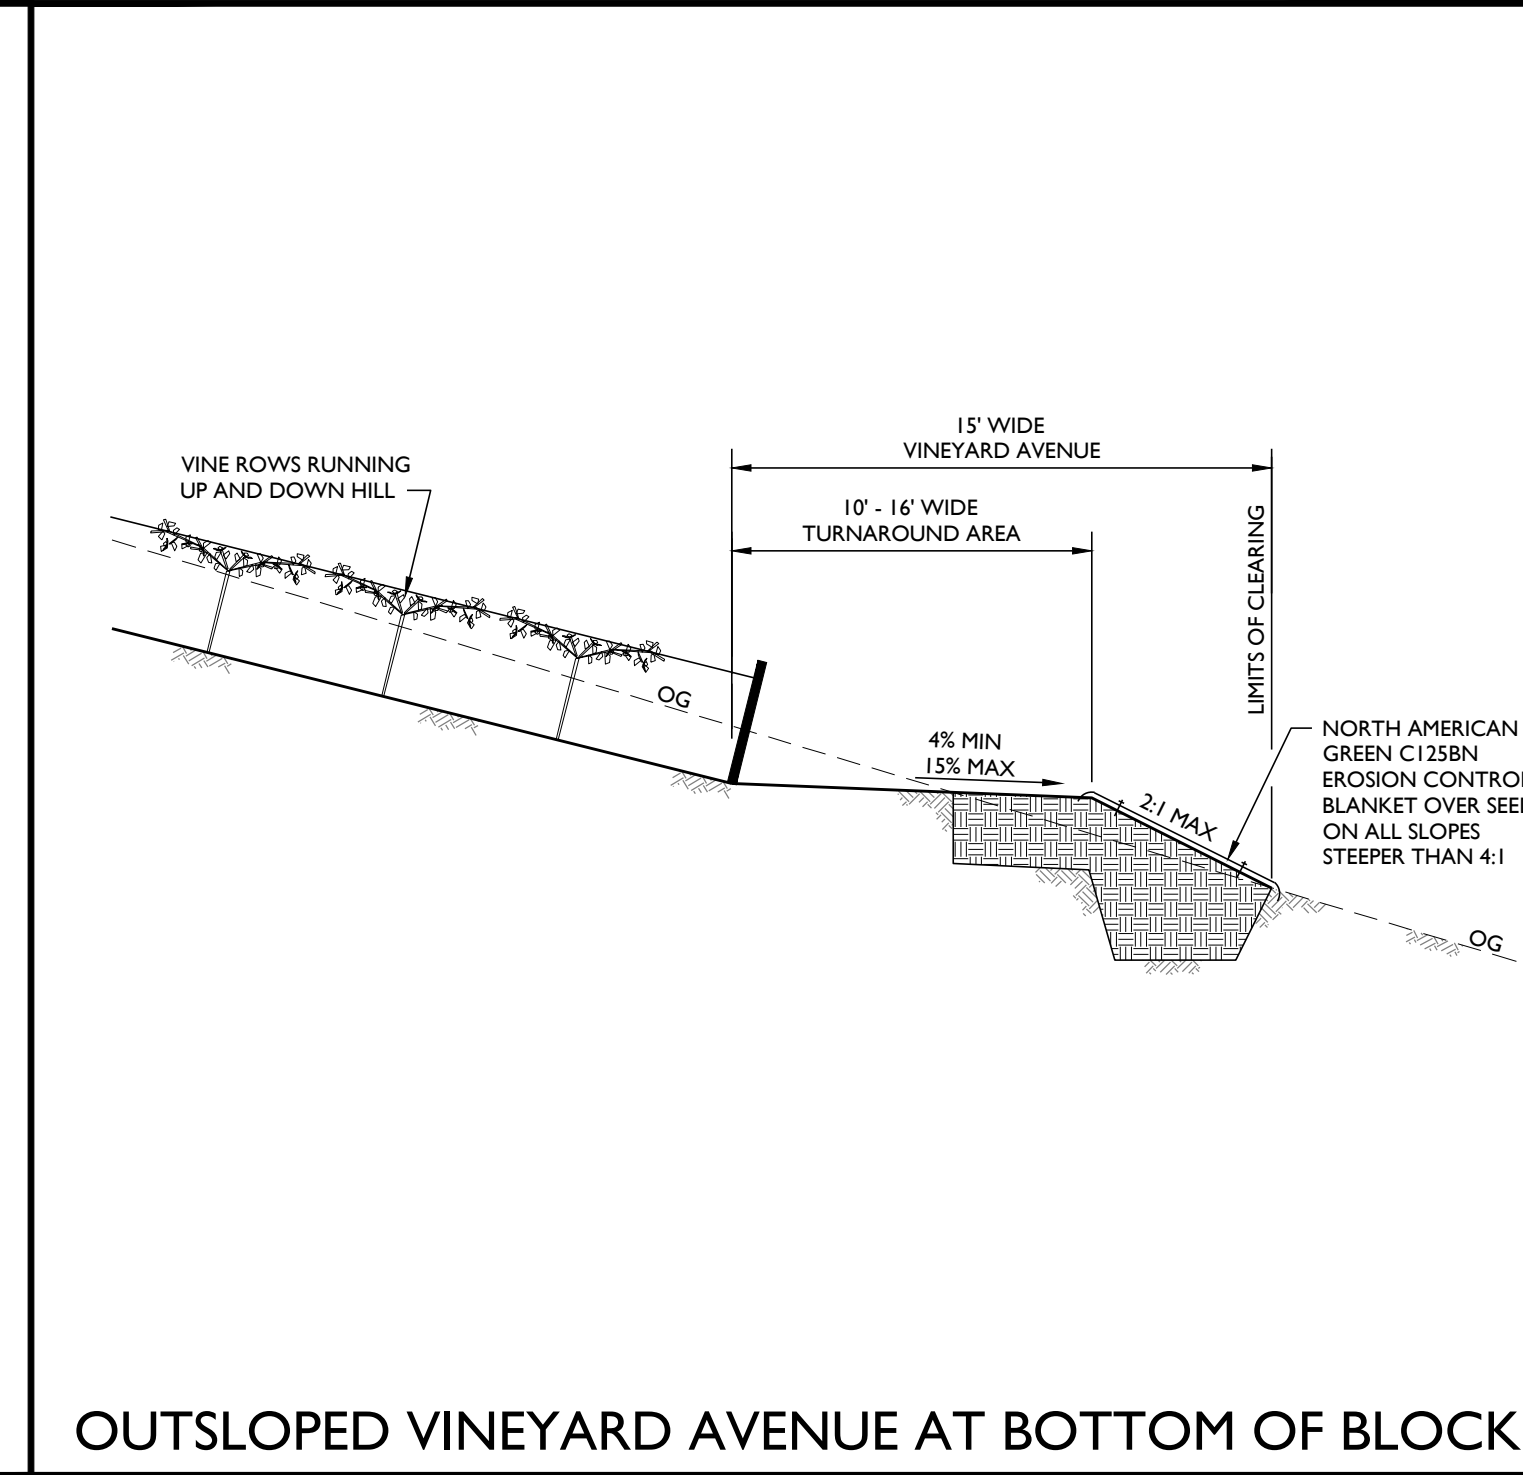 15' WIDE
VINEYARD AVENUE
VINE ROWS RUNNING
UP AND DOWN HILL
10' - 16' WIDE
TURNAROUND AREA
LIMITS OF CLEARING
OG
4% MIN
15% MAX
2:1 MAX
NORTH AMERICAN
GREEN C125BN
EROSION CONTRO
BLANKET OVER SEE
ON ALL SLOPES
STEEPER THAN 4:1
OG
OUTSLOPED VINEYARD AVENUE AT BOTTOM OF BLOCK